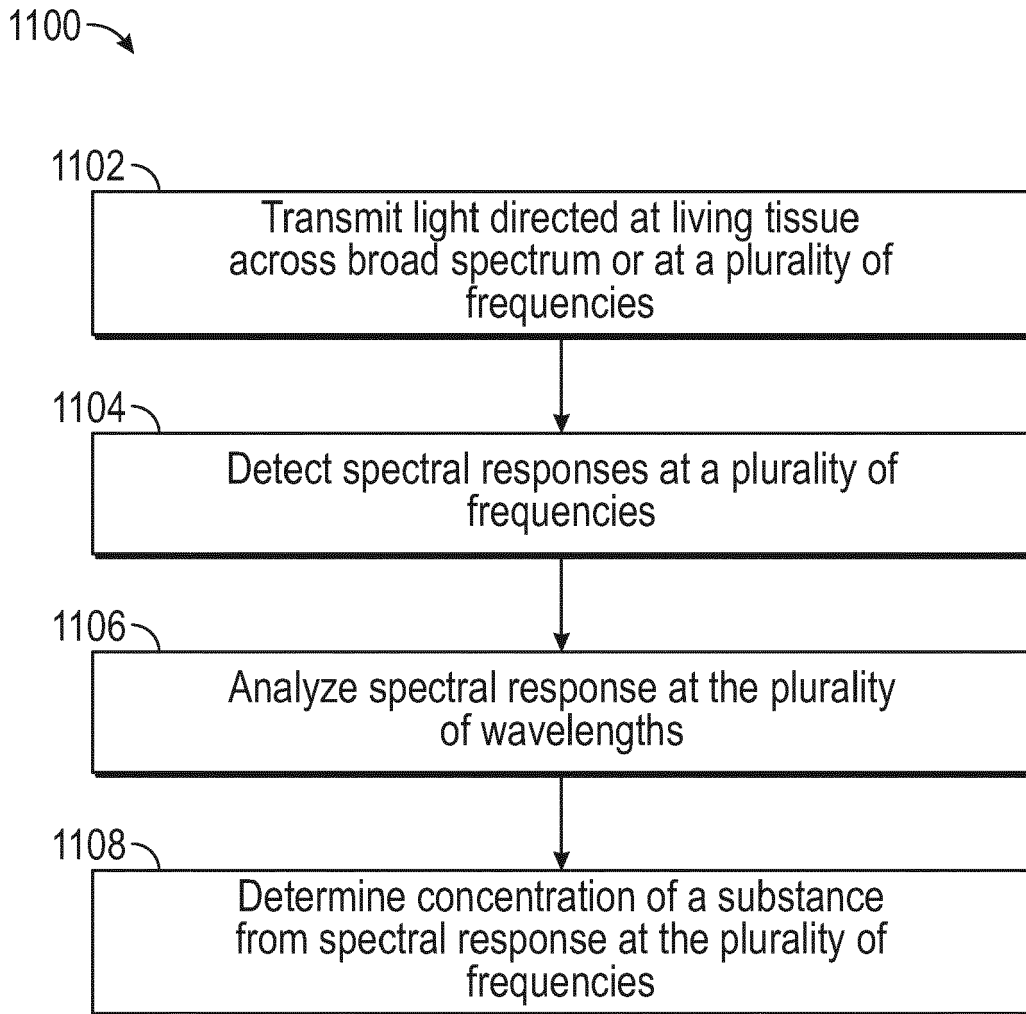 1100
1102
Transmit light directed at living tissue
across broad spectrum or at a plurality of
frequencies
1104
Detect spectral responses at a plurality of
frequencies
1106
Analyze spectral response at the plurality
of wavelengths
1108
Determine concentration of a substance
from spectral response at the plurality of
frequencies